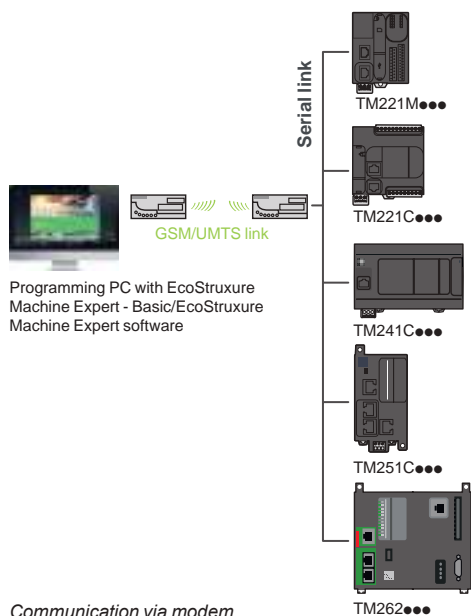 Serial link
TM221M●●●
TM221C●●●
GSM/UMTS link
Programming PC with EcoStruxure
Machine Expert - Basic/EcoStruxure
Machine Expert software
TM241C●●●
TM251C●●●
TM262●●●
Communication via modem